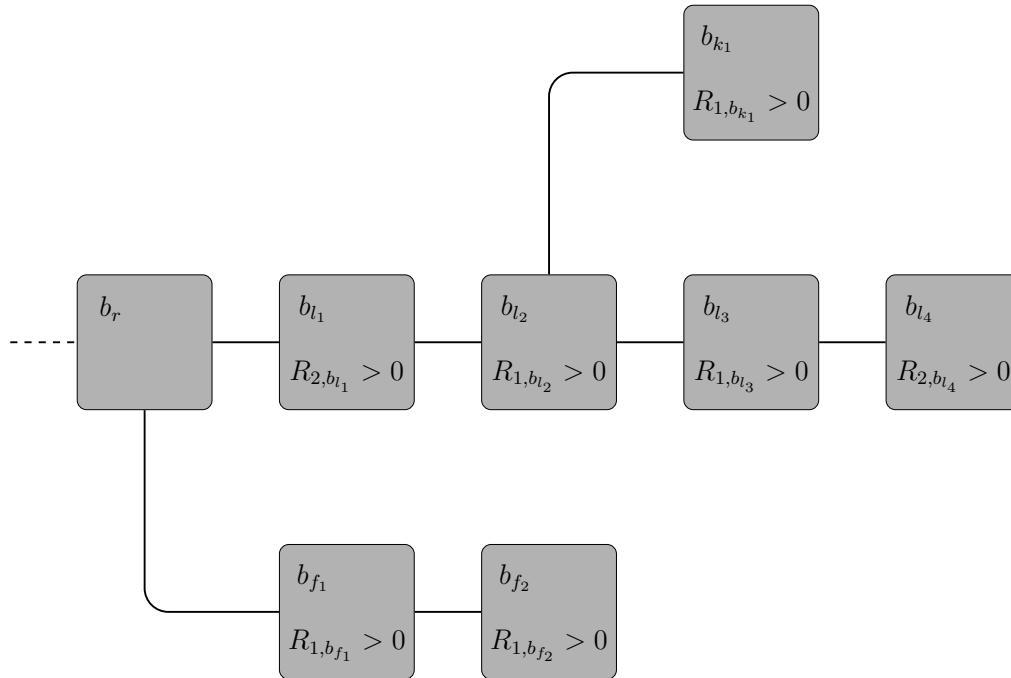 b_{k_1}
R_{1,b_{k_1}} > 0
b_r
b_{l_1}
R_{2,b_{l_1}} > 0
b_{l_2}
R_{1,b_{l_2}} > 0
b_{l_3}
R_{1,b_{l_3}} > 0
b_{l_4}
R_{2,b_{l_4}} > 0
b_{f_1}
R_{1,b_{f_1}} > 0
b_{f_2}
R_{1,b_{f_2}} > 0